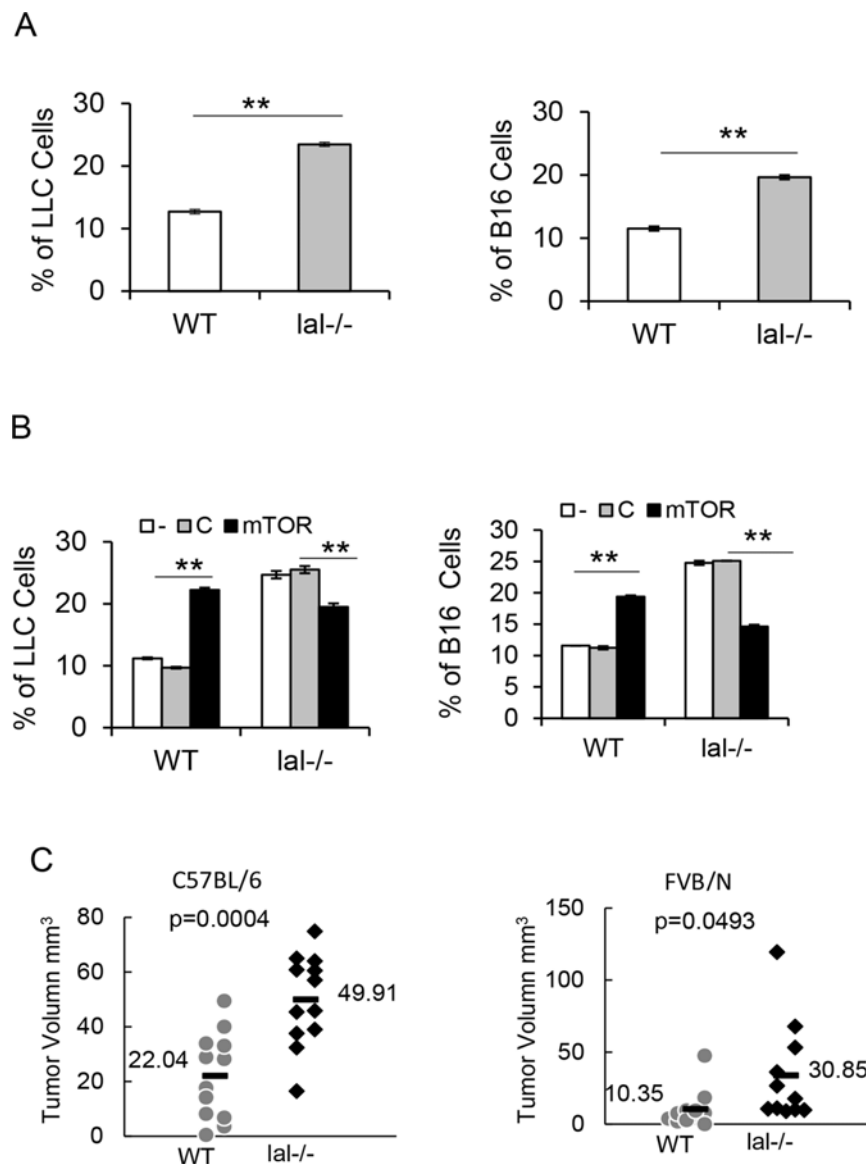 A
% of LLC Cells
30
20
10
0
**
WT lal-/-
% of B16 Cells
30
20
10
0
**
WT lal-/-
B
- C mTOR
% of LLC Cells
30
20
10
0
** **
WT lal-/-
- C mTOR
% of B16 Cells
30
25
20
15
10
5
0
** **
WT lal-/-
C
C57BL/6
p=0.0004
Tumor Volumn mm³
80
60
40
20
0
22.04
49.91
WT lal-/-
FVB/N
p=0.0493
Tumor Volumn mm³
150
100
50
0
10.35
30.85
WT lal-/-